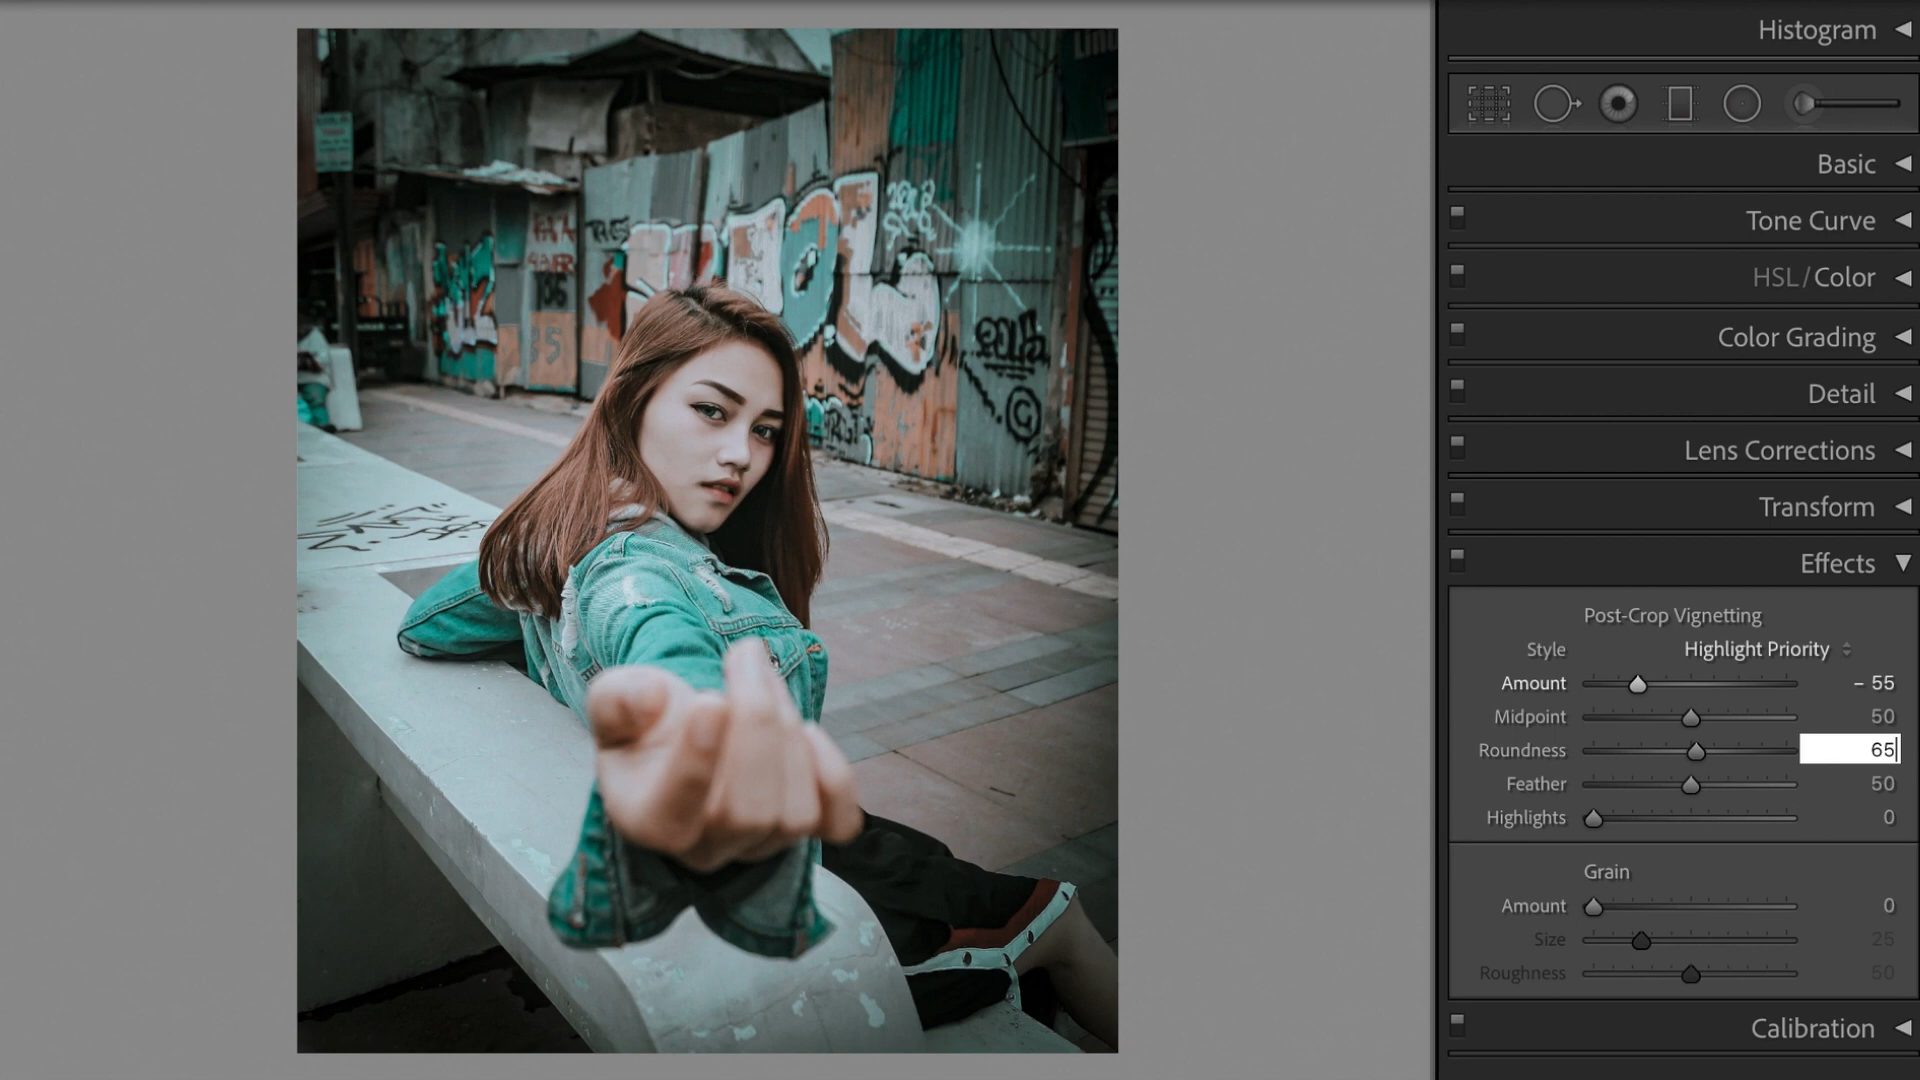 Histogram
Basic
Tone Curve
HSL / Color
Color Grading
Detail
Lens Corrections
Transform
Effects
Post-Crop Vignetting
Style Highlight Priority
Amount - 55
Midpoint 50
Roundness 65
Feather 50
Highlights 0
Grain
Amount 0
Size 25
Roughness 50
Calibration